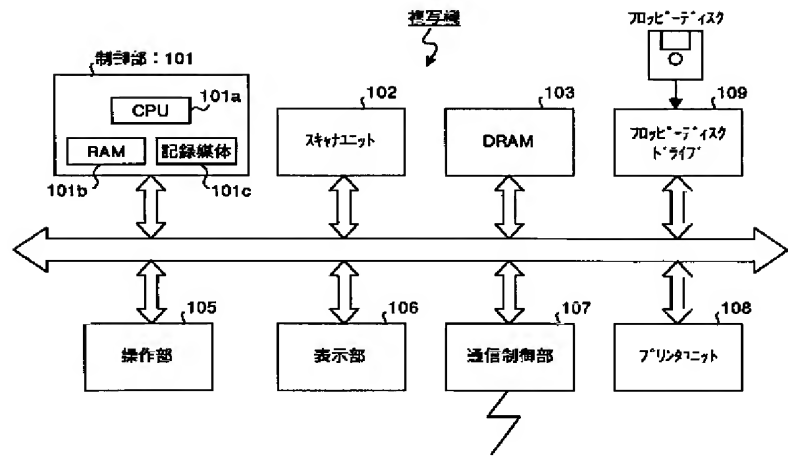 複写機
フロッピーディスク
制御部：101
101a
CPU
RAM
記録媒体
101b
101c
102
スキャナユニット
103
DRAM
109
フロッピーディスク
ドライブ
105
操作部
106
表示部
107
通信制御部
108
プリンタユニット